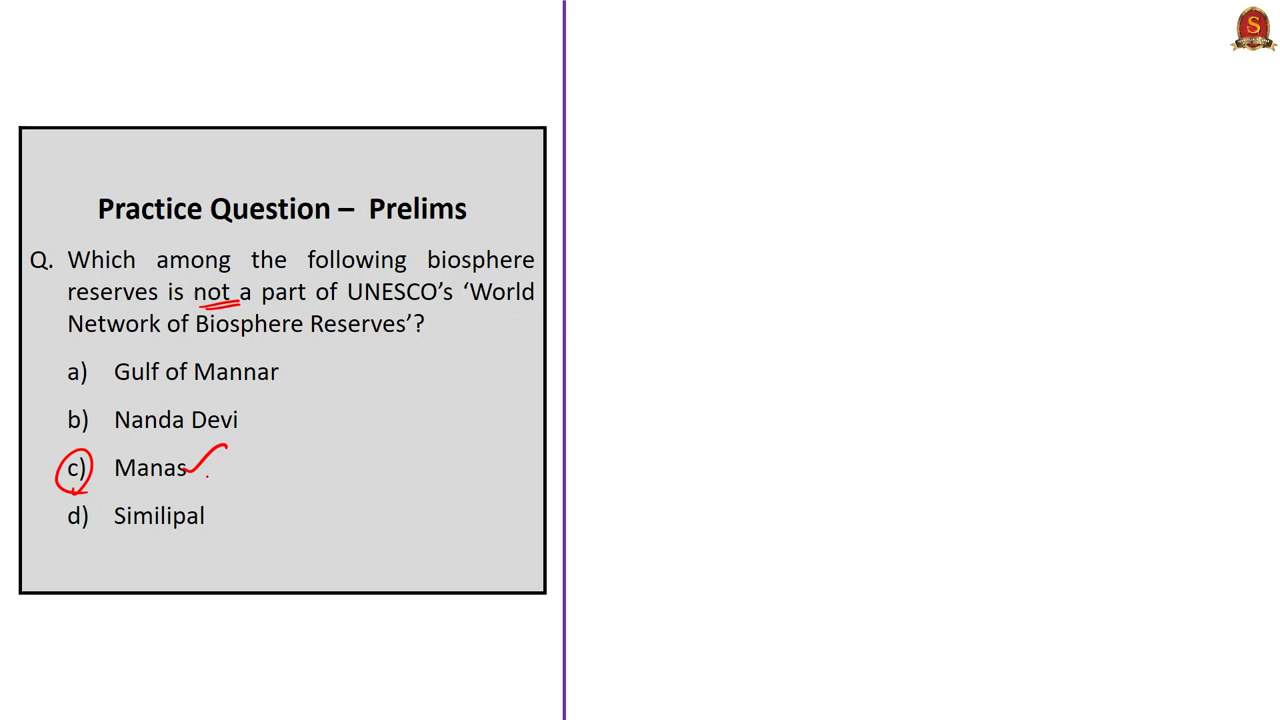 S
Practice Question – Prelims
Q. Which among the following biosphere
reserves is not a part of UNESCO’s ‘World
Network of Biosphere Reserves’?
a) Gulf of Mannar
b) Nanda Devi
c) Manas
d) Similipal